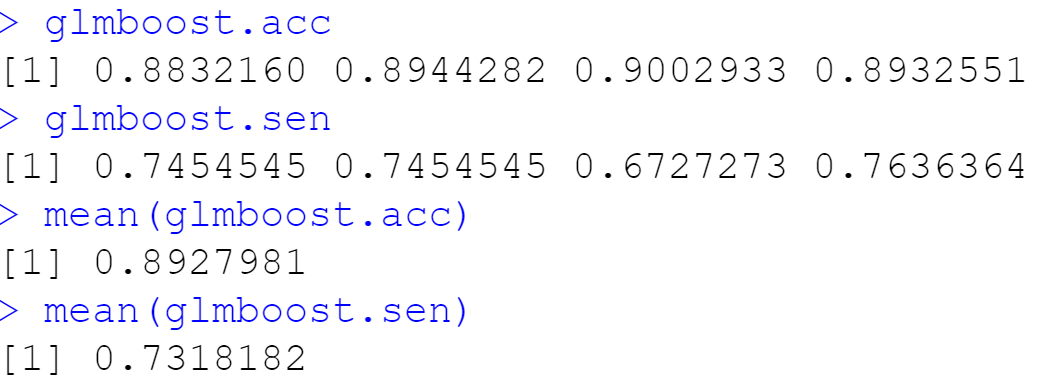 > glmboost.acc
[1] 0.8832160 0.8944282 0.9002933 0.8932551
> glmboost.sen
[1] 0.7454545 0.7454545 0.6727273 0.7636364
> mean(glmboost.acc)
[1] 0.8927981
> mean(glmboost.sen)
[1] 0.7318182